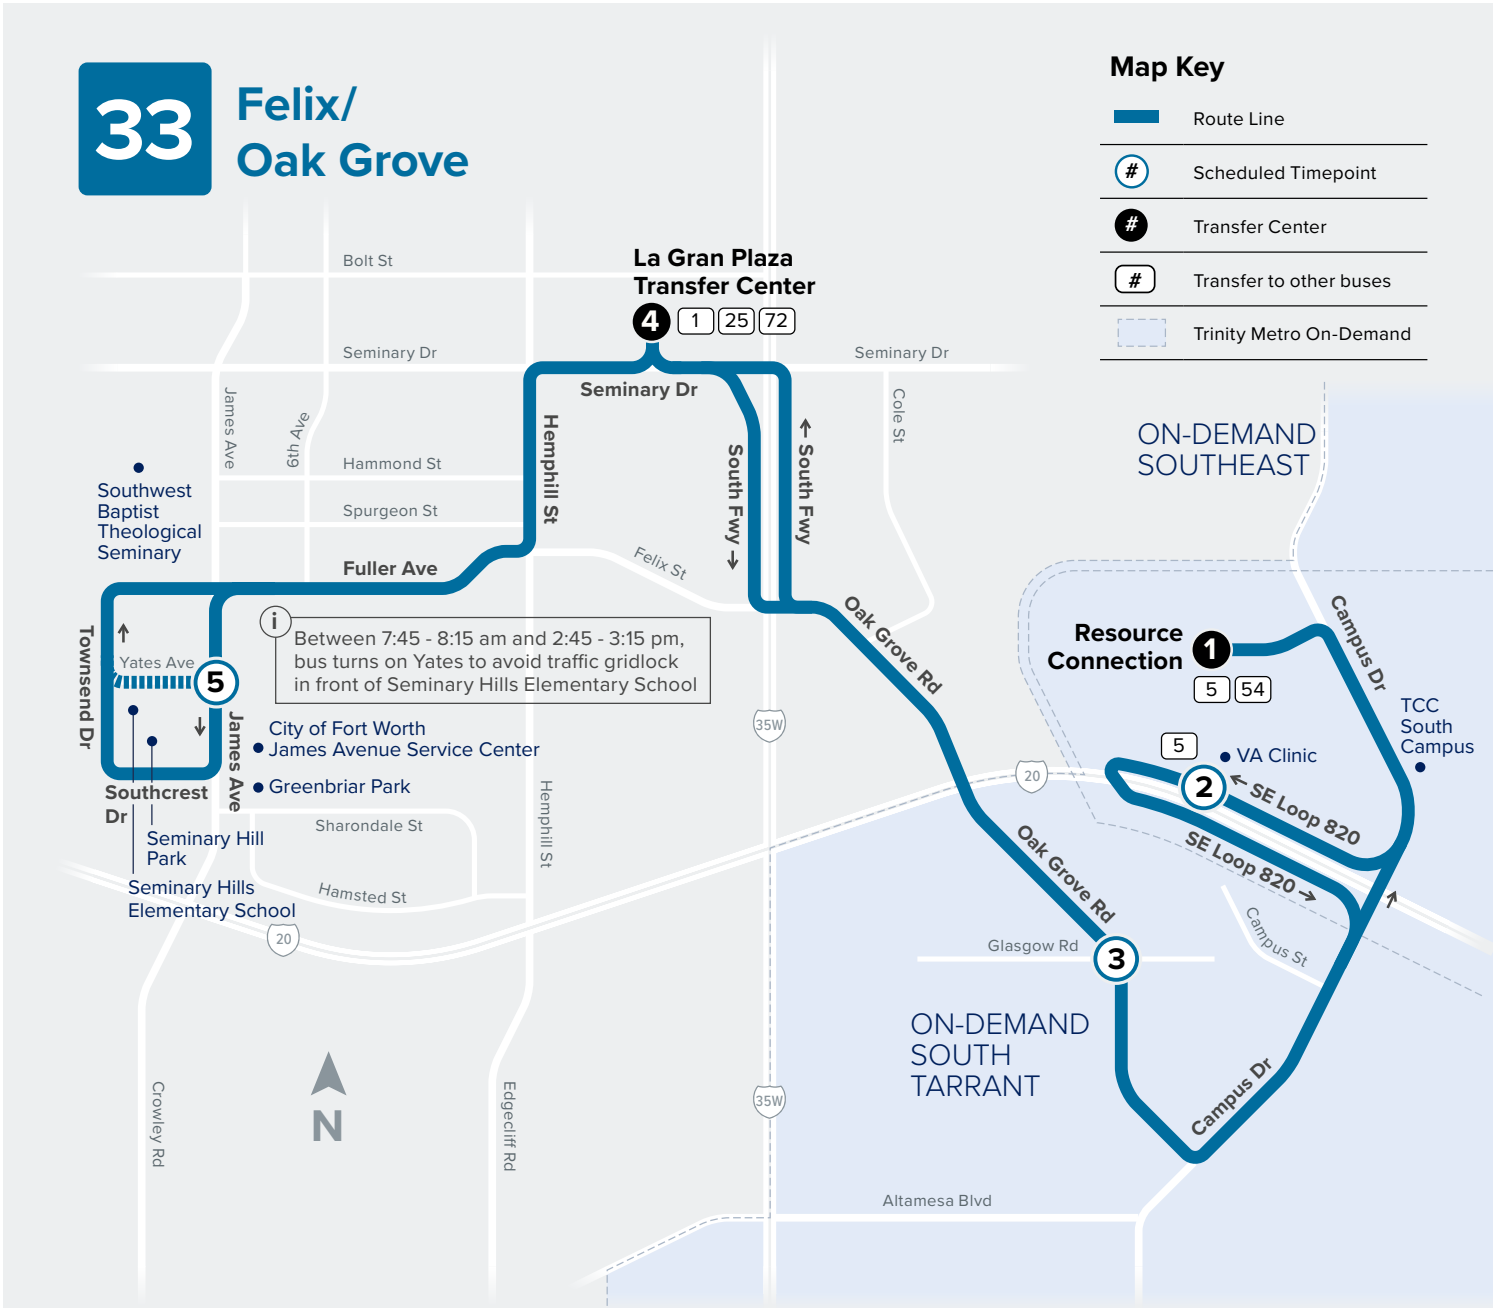 33
Felix/
Oak Grove
Map Key
Route Line
# Scheduled Timepoint
# Transfer Center
# Transfer to other buses
Trinity Metro On-Demand
Bolt St
La Gran Plaza
Transfer Center
4 1 25 72
Seminary Dr
Seminary Dr
Seminary Dr
James Ave
6th Ave
Hemphill St
South Fwy
South Fwy
Cole St
ON-DEMAND
SOUTHEAST
Hammond St
Southwest
Baptist
Theological
Seminary
Spurgeon St
Felix St
Fuller Ave
Oak Grove Rd
Campus Dr
i
Between 7:45 - 8:15 am and 2:45 - 3:15 pm,
bus turns on Yates to avoid traffic gridlock
in front of Seminary Hills Elementary School
Townsend Dr
Yates Ave
5
Resource
Connection
1
5 54
TCC
South
Campus
James Ave
City of Fort Worth
James Avenue Service Center
Greenbriar Park
35W
5
VA Clinic
2
SE Loop 820
SE Loop 820
20
Southcrest
Dr
Hemphill St
Sharondale St
Seminary Hill
Park
Seminary Hills
Elementary School
Hamsted St
20
Oak Grove Rd
Campus St
Glasgow Rd
3
ON-DEMAND
SOUTH
TARRANT
Campus Dr
Crowley Rd
N
Edgecliff Rd
35W
Altamesa Blvd